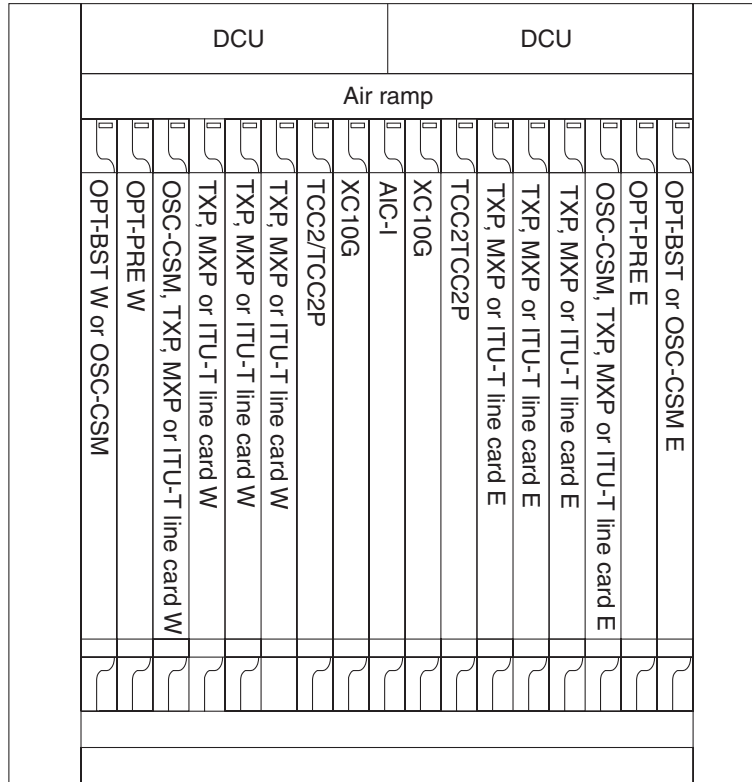 DCU
DCU
Air ramp
OPT-BST W or OSC-CSM
OPT-PRE W
OSC-CSM, TXP, MXP or ITU-T line card W
TXP, MXP or ITU-T line card W
TXP, MXP or ITU-T line card W
TXP, MXP or ITU-T line card W
TCC2/TCC2P
XC10G
AIC-I
XC10G
TCC2TCC2P
TXP, MXP or ITU-T line card E
TXP, MXP or ITU-T line card E
TXP, MXP or ITU-T line card E
OSC-CSM, TXP, MXP or ITU-T line card E
OPT-PRE E
OPT-BST or OSC-CSM E